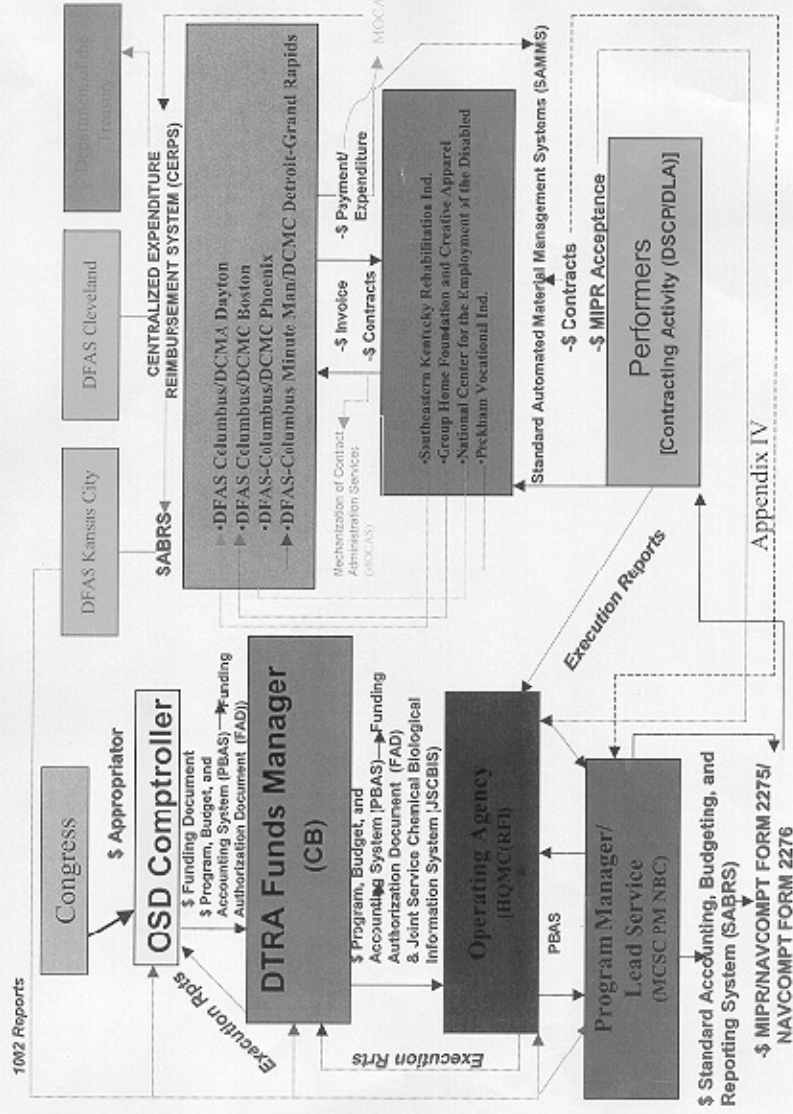 1002 Reports
Congress
$ Appropriator
OSD Comptroller
$ Funding Document
$ Program, Budget, and
Accounting System (PBAS) Funding
Authorization Document (FAD))
Execution Rpts
DTRA Funds Manager
(CB)
$ Program, Budget, and
Accounting System (PBAS) Funding
Authorization Document (FAD)
& Joint Service Chemical Biological
Information System (JSCBIS)
Execution Rrts
Operating Agency
[HQMC(RFI)
PBAS
Program Manager/
Lead Service
(MCSC PM NBC)
$ Standard Accounting, Budgeting, and
Reporting System (SABRS)
-$ MIPR/NAVCOMPT FORM 2275/
NAVCOMPT FORM 2276
DFAS Kansas City
DFAS Cleveland
Department of the
Treasury
$ABRS
CENTRALIZED EXPENDITURE
REIMBURSEMENT SYSTEM (CERPS)
•DFAS Columbus/DCMA Dayton
•DFAS Columbus/DCMC Boston
•DFAS-Columbus/DCMC Phoenix
•DFAS-Columbus Minute Man/DCMC Detroit-Grand Rapids
Mechanization of Contract
Administration Services
(MOCAS)
-$ Invoice
-$ Contracts
-$ Payment/
Expenditure
MOCA
•Southeastern Kentucky Rehabilitation Ind.
•Group Home Foundation and Creative Apparel
•National Center for the Employment of the Disabled
•Peckham Vocational Ind.
Standard Automated Material Management Systems ($AMMS)
-$ Contracts
-$ MIPR Acceptance
Performers
[Contracting Activity (DSCP/DLA)]
Execution Reports
Appendix IV